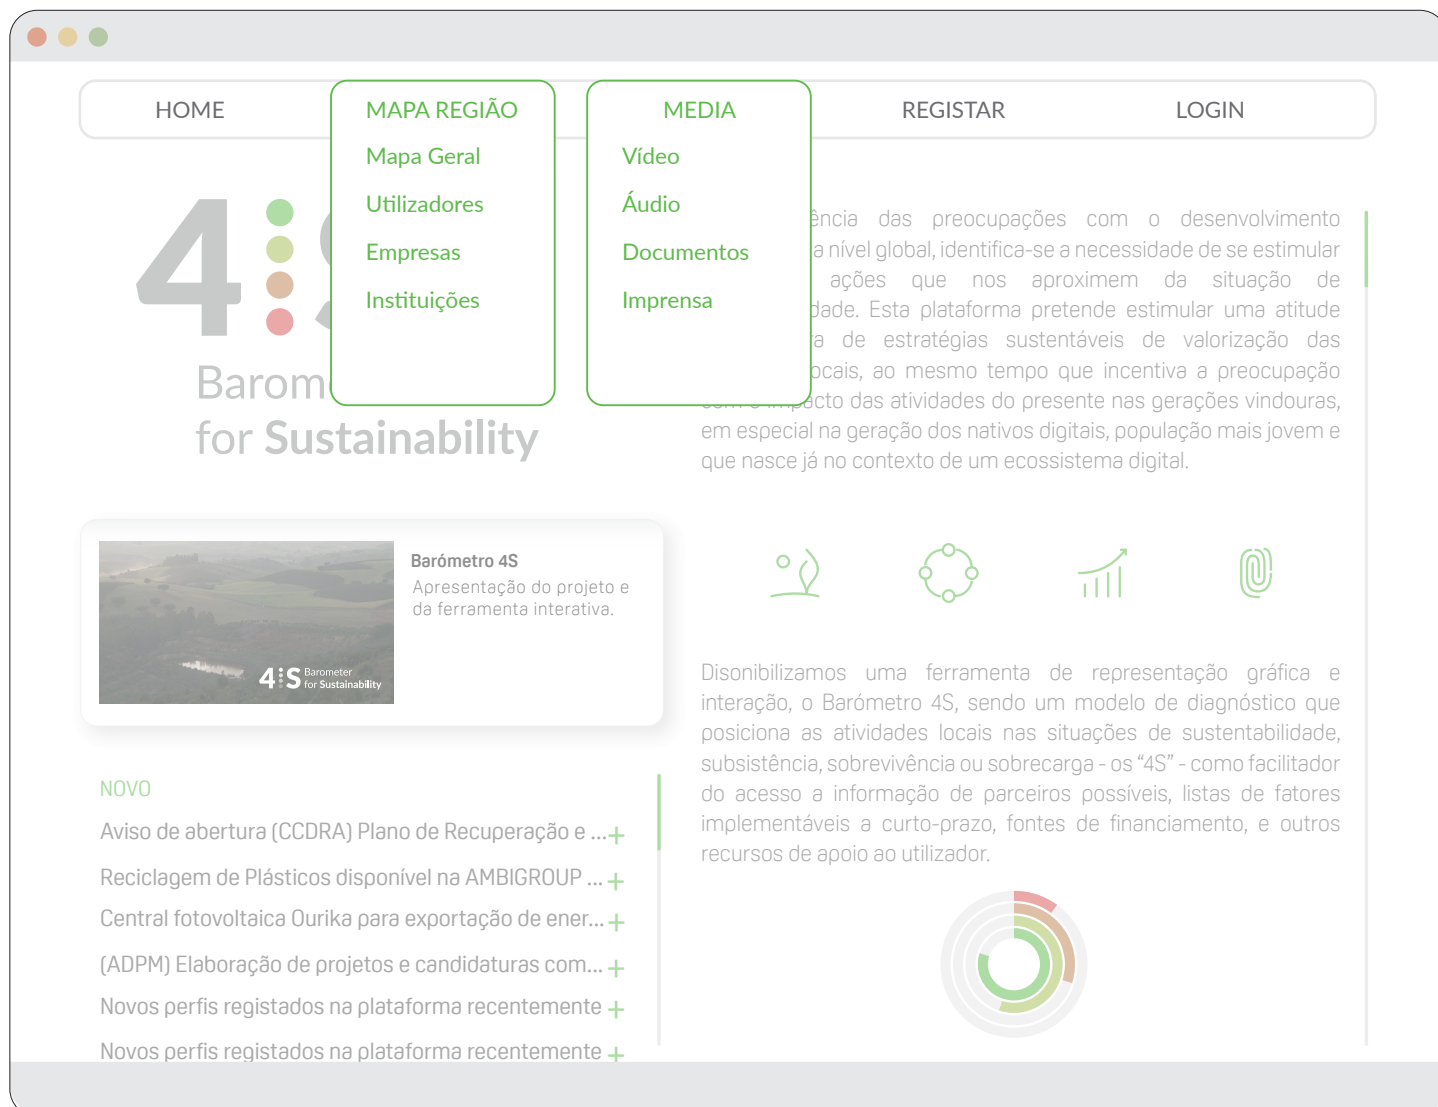 HOME
MAPA REGIÃO
MEDIA
REGISTAR
LOGIN
Mapa Geral
Utilizadores
Empresas
Instituições
Vídeo
Áudio
Documentos
Imprensa
4
for Sustainability
das preocupações com o desenvolvimento
a nível global, identifica-se a necessidade de se estimular
ações que nos aproximem da situação de
Esta plataforma pretende estimular uma atitude
de estratégias sustentáveis de valorização das
ao mesmo tempo que incentiva a preocupação
das atividades do presente nas gerações vindouras,
em especial na geração dos nativos digitais, população mais jovem e
que nasce já no contexto de um ecossistema digital.
Barómetro 4S
Apresentação do projeto e
da ferramenta interativa.
4S Barometer
for Sustainability
Disonibilizamos uma ferramenta de representação gráfica e
interação, o Barómetro 4S, sendo um modelo de diagnóstico que
posiciona as atividades locais nas situações de sustentabilidade,
subsistência, sobrevivência ou sobrecarga - os “4S” - como facilitador
do acesso a informação de parceiros possíveis, listas de fatores
implementáveis a curto-prazo, fontes de financiamento, e outros
recursos de apoio ao utilizador.
NOVO
Aviso de abertura (CCDRA) Plano de Recuperação e ...+
Reciclagem de Plásticos disponível na AMBIGROUP ...+
Central fotovoltaica Ourika para exportação de ener...+
(ADPM) Elaboração de projetos e candidaturas com...+
Novos perfis registados na plataforma recentemente +
Novos perfis registados na plataforma recentemente +